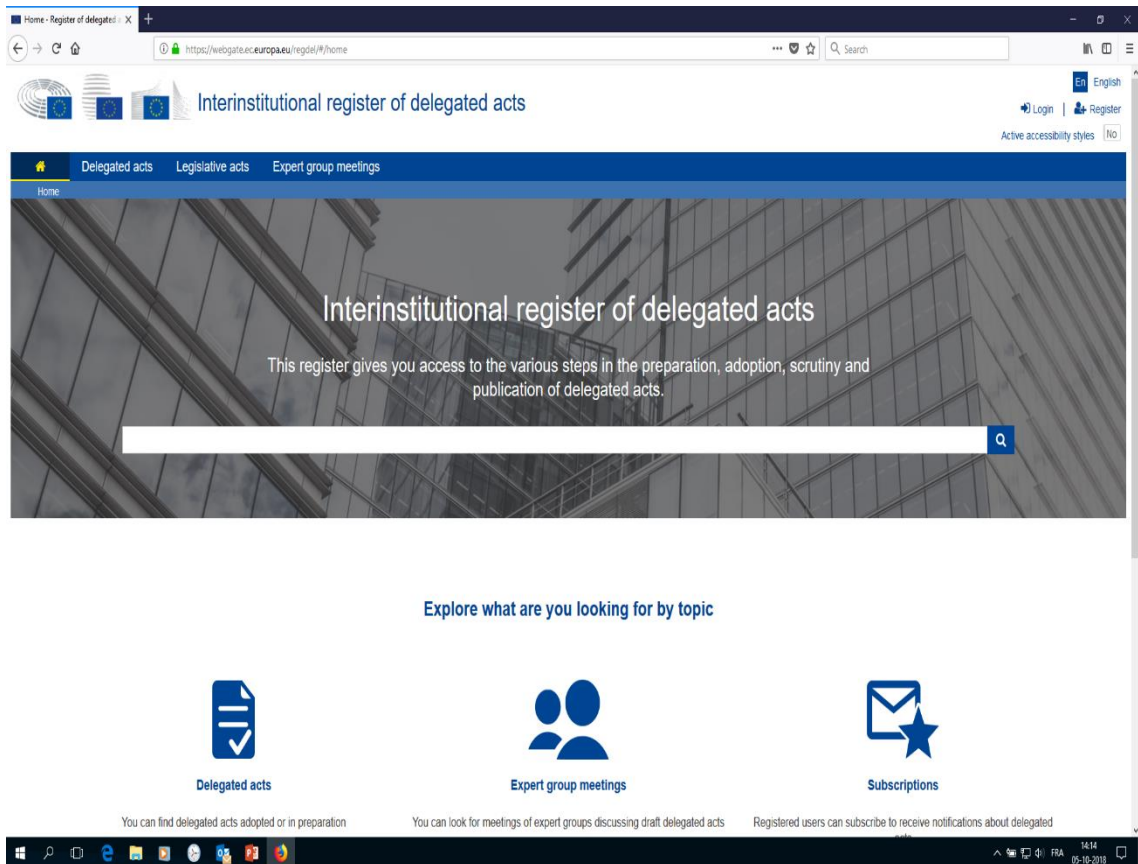 Home - Register of delegated a
https://webgate.ec.europa.eu/regdel/#/home
Search
Interinstitutional register of delegated acts
En English
Login | Register
Active accessibility styles No
Delegated acts Legislative acts Expert group meetings
Home
Interinstitutional register of delegated acts
This register gives you access to the various steps in the preparation, adoption, scrutiny and
publication of delegated acts.
Explore what are you looking for by topic
Delegated acts Expert group meetings Subscriptions
You can find delegated acts adopted or in preparation You can look for meetings of expert groups discussing draft delegated acts Registered users can subscribe to receive notifications about delegated
acts
FRA 14:14
05-10-2018